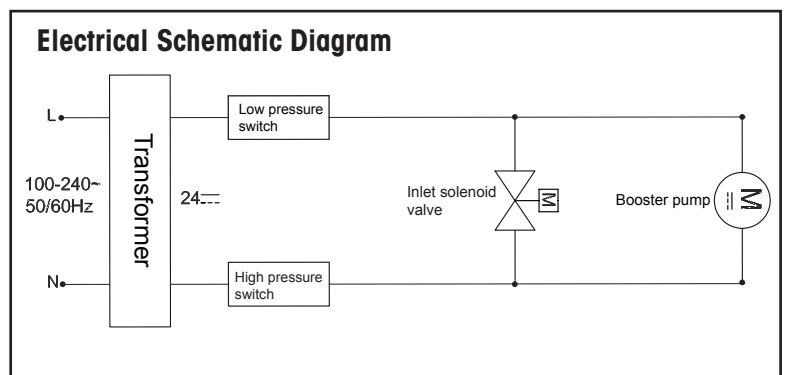 Electrical Schematic Diagram
L
Low pressure
switch
Transformer
100-240~
50/60Hz
24⎓
Inlet solenoid
valve
M
Booster pump
M
N
High pressure
switch